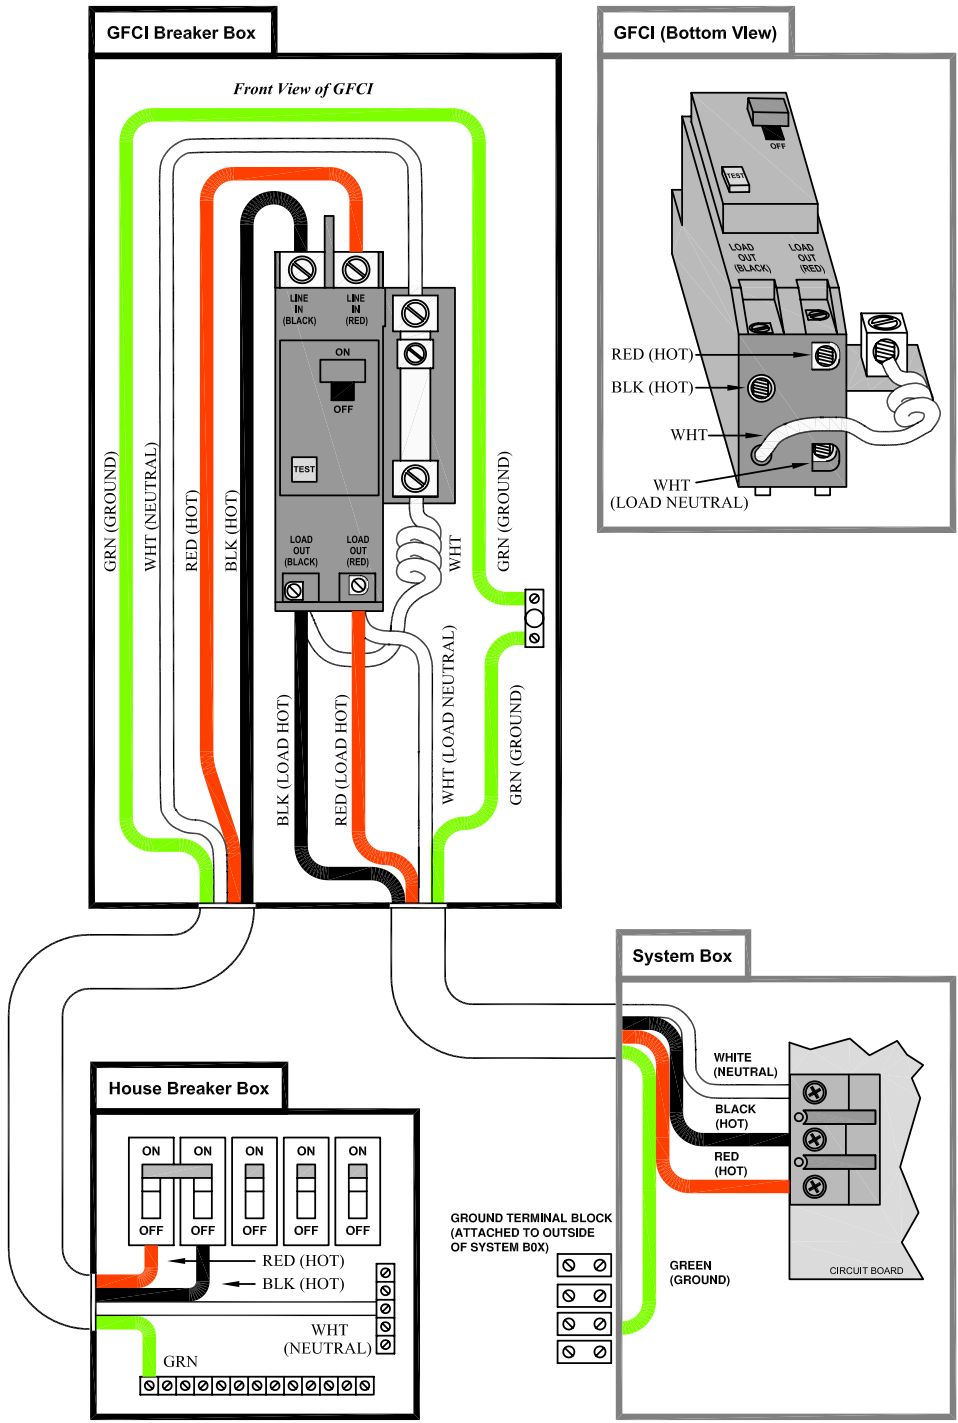 GFCI Breaker Box
Front View of GFCI
LINE
IN
(BLACK)
LINE
IN
(RED)
ON
OFF
TEST
LOAD
OUT
(BLACK)
LOAD
OUT
(RED)
GRN (GROUND)
WHT (NEUTRAL)
RED (HOT)
BLK (HOT)
WHT
GRN (GROUND)
BLK (LOAD HOT)
RED (LOAD HOT)
WHT (LOAD NEUTRAL)
GRN (GROUND)
GFCI (Bottom View)
OFF
TEST
LOAD
OUT
(BLACK)
LOAD
OUT
(RED)
RED (HOT)
BLK (HOT)
WHT
WHT
(LOAD NEUTRAL)
House Breaker Box
ON
ON
ON
ON
ON
OFF
OFF
OFF
OFF
OFF
RED (HOT)
BLK (HOT)
WHT
(NEUTRAL)
GRN
System Box
WHITE
(NEUTRAL)
BLACK
(HOT)
RED
(HOT)
GROUND TERMINAL BLOCK
(ATTACHED TO OUTSIDE
OF SYSTEM B0X)
GREEN
(GROUND)
CIRCUIT BOARD